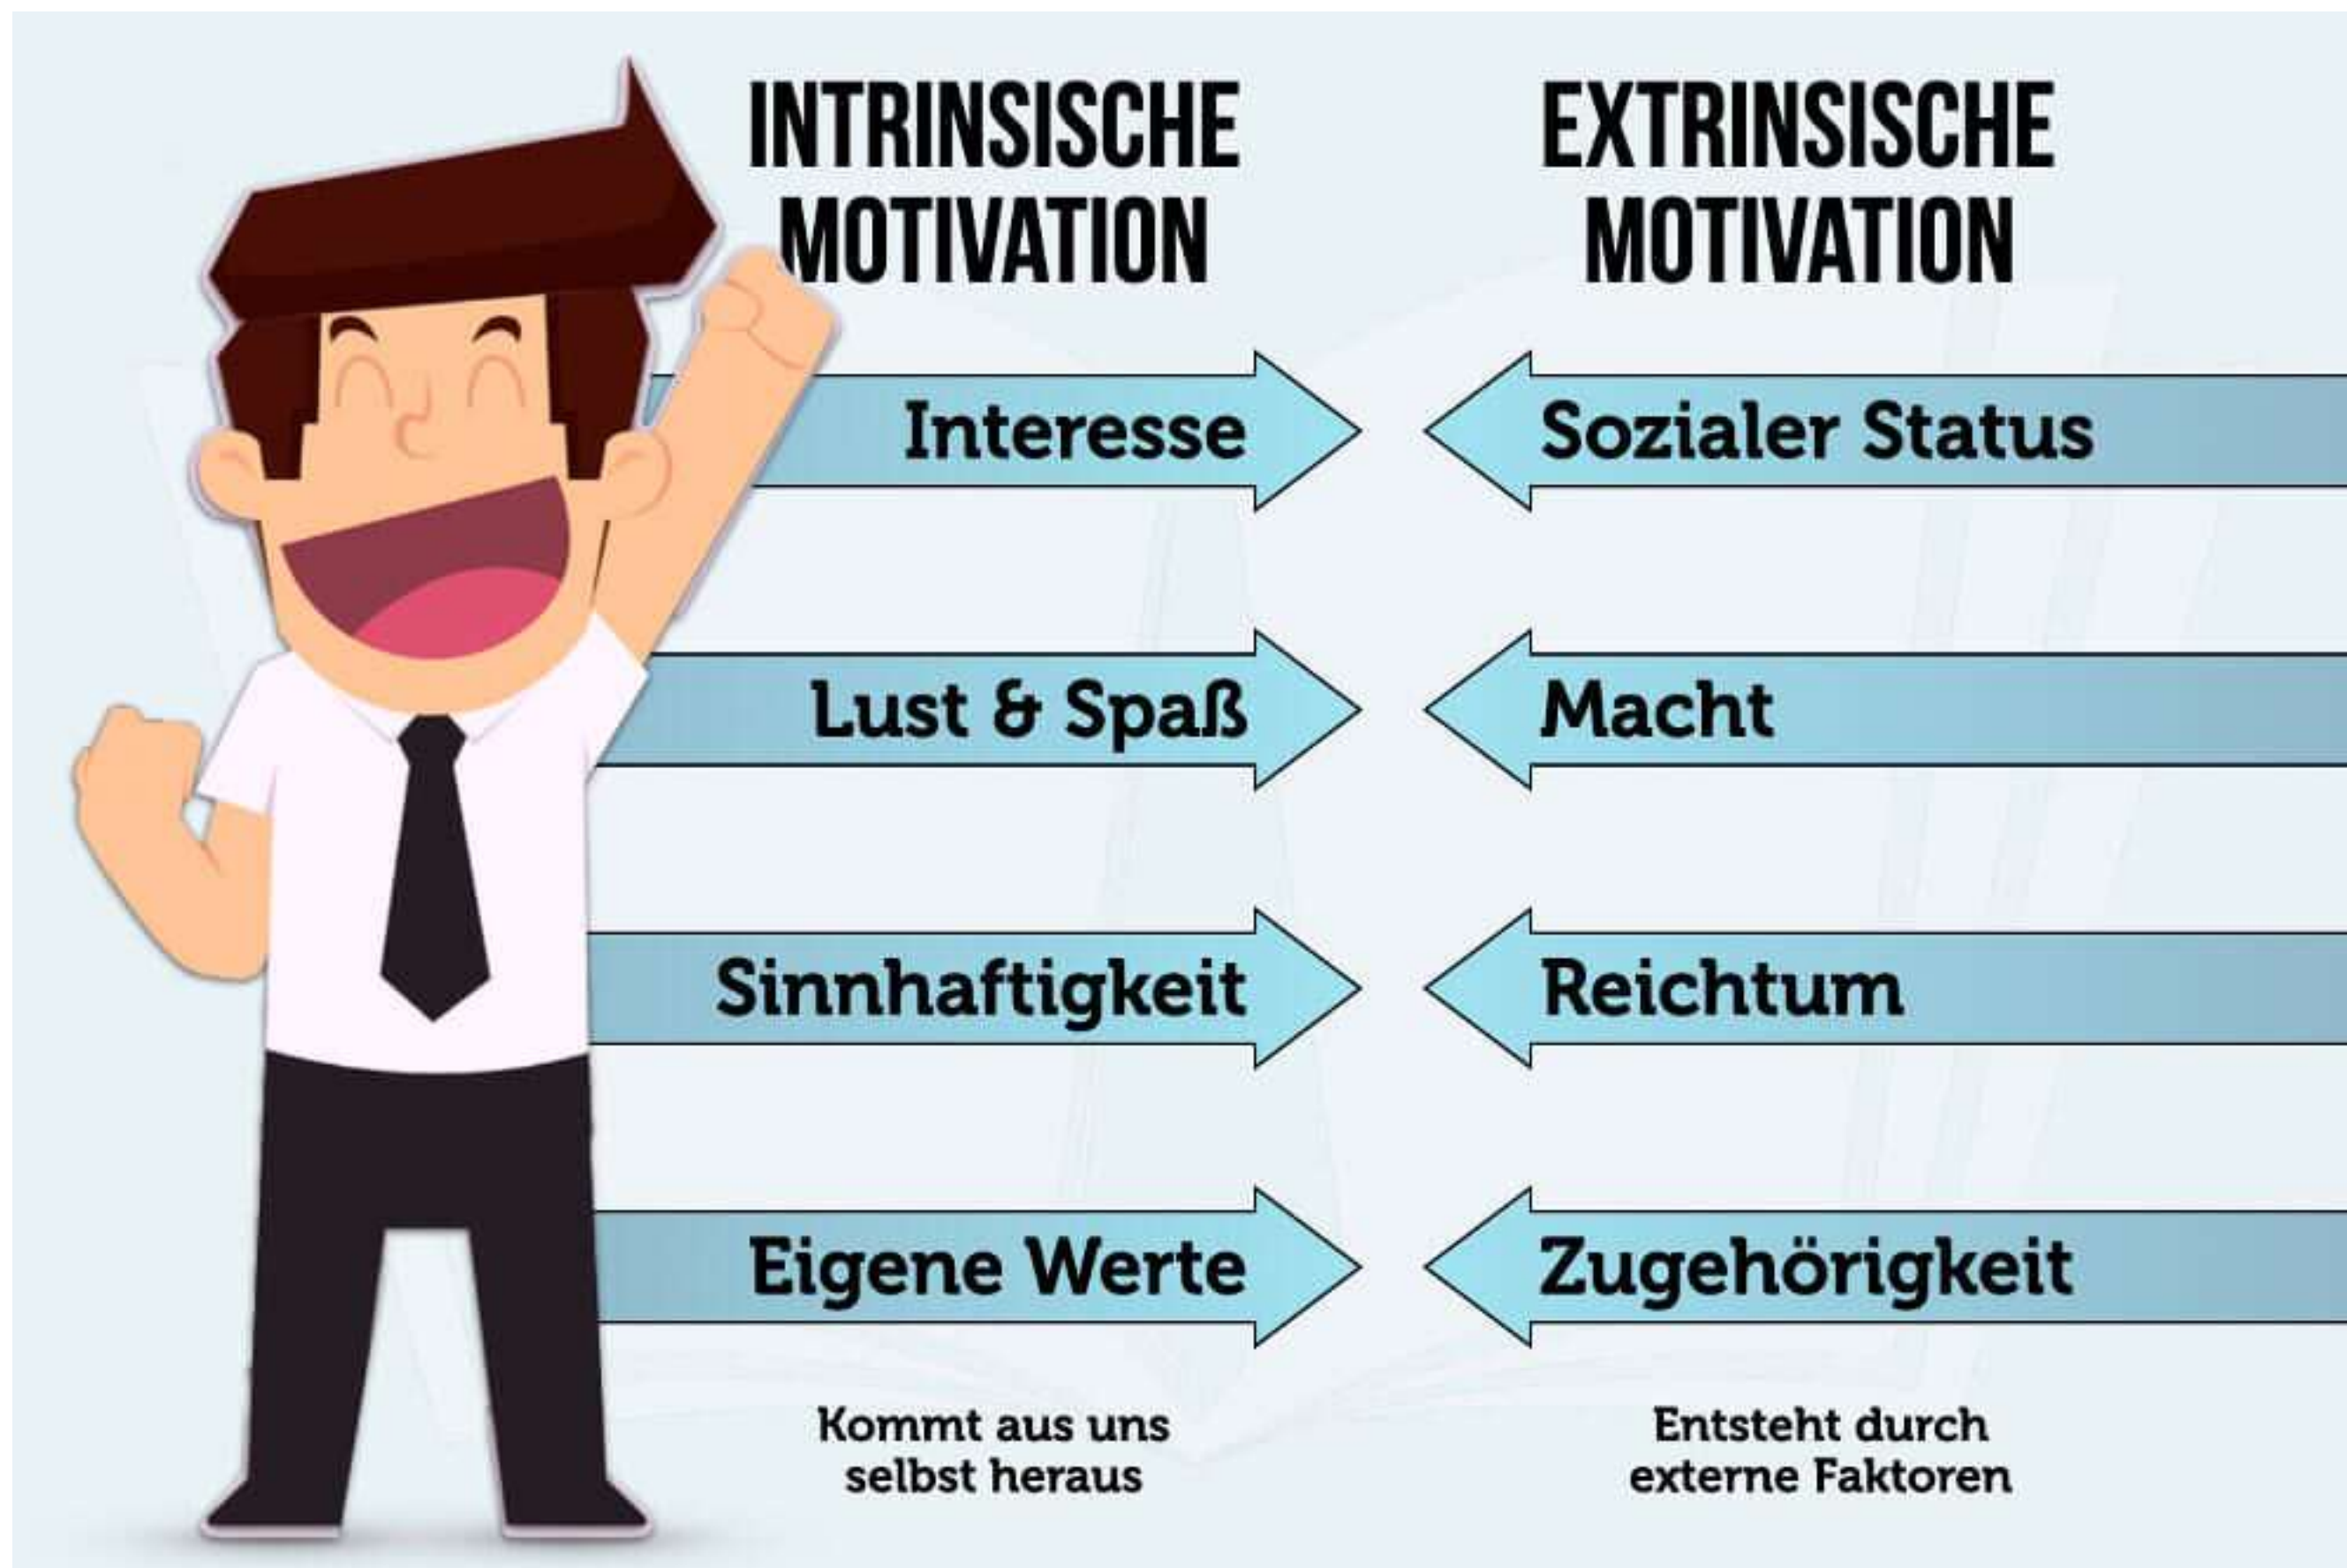 INTRINSISCHE
MOTIVATION
Interesse
Lust & Spaß
Sinnhaftigkeit
Eigene Werte
Kommt aus uns
selbst heraus
EXTRINSISCHE
MOTIVATION
Sozialer Status
Macht
Reichtum
Zugehörigkeit
Entsteht durch
externe Faktoren